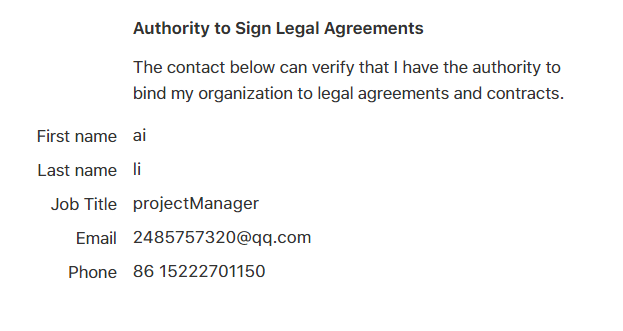 Authority to Sign Legal Agreements
The contact below can verify that I have the authority to
bind my organization to legal agreements and contracts.
First name ai
Last name li
Job Title projectManager
Email 2485757320@qq.com
Phone 86 15222701150